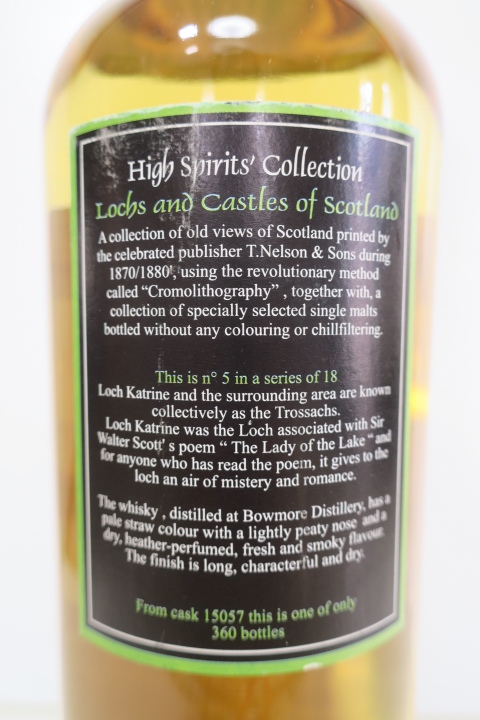 High Spirits' Collection
Lochs and Castles of Scotland
A collection of old views of Scotland printed by
the celebrated publisher T.Nelson & Sons during
1870/1880', using the revolutionary method
called “Cromolithography” , together with, a
collection of specially selected single malts
bottled without any colouring or chillfiltering.
This is n° 5 in a series of 18
Loch Katrine and the surrounding area are known
collectively as the Trossachs.
Loch Katrine was the Loch associated with Sir
Walter Scott' s poem “ The Lady of the Lake “ and
for anyone who has read the poem, it gives to the
loch an air of mistery and romance.
The whisky , distilled at Bowmore Distillery, has a
pale straw colour with a lightly peaty nose and a
dry, heather-perfumed, fresh and smoky flavour.
The finish is long, characterful and dry.
From cask 15057 this is one of only
360 bottles